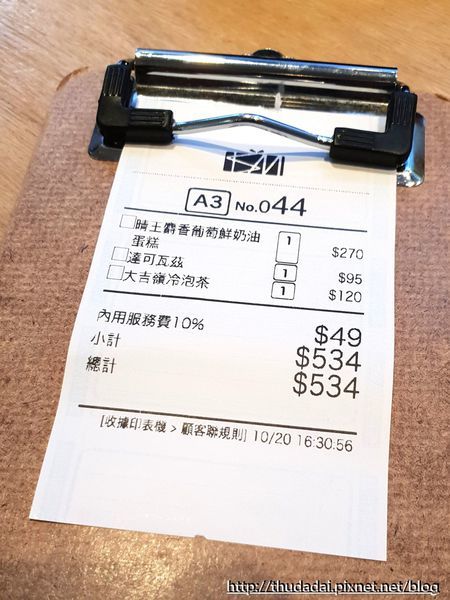 A3 No.044
晴土麝香葡萄鮮奶油 1 $270
蛋糕
達可瓦茲 1 $95
大吉嶺冷泡茶 1 $120
內用服務費10% $49
小計 $534
總計 $534
[收據印表機 > 顧客聯規則] 10/20 16:30:56
http://thudadai.pixnet.net/blog